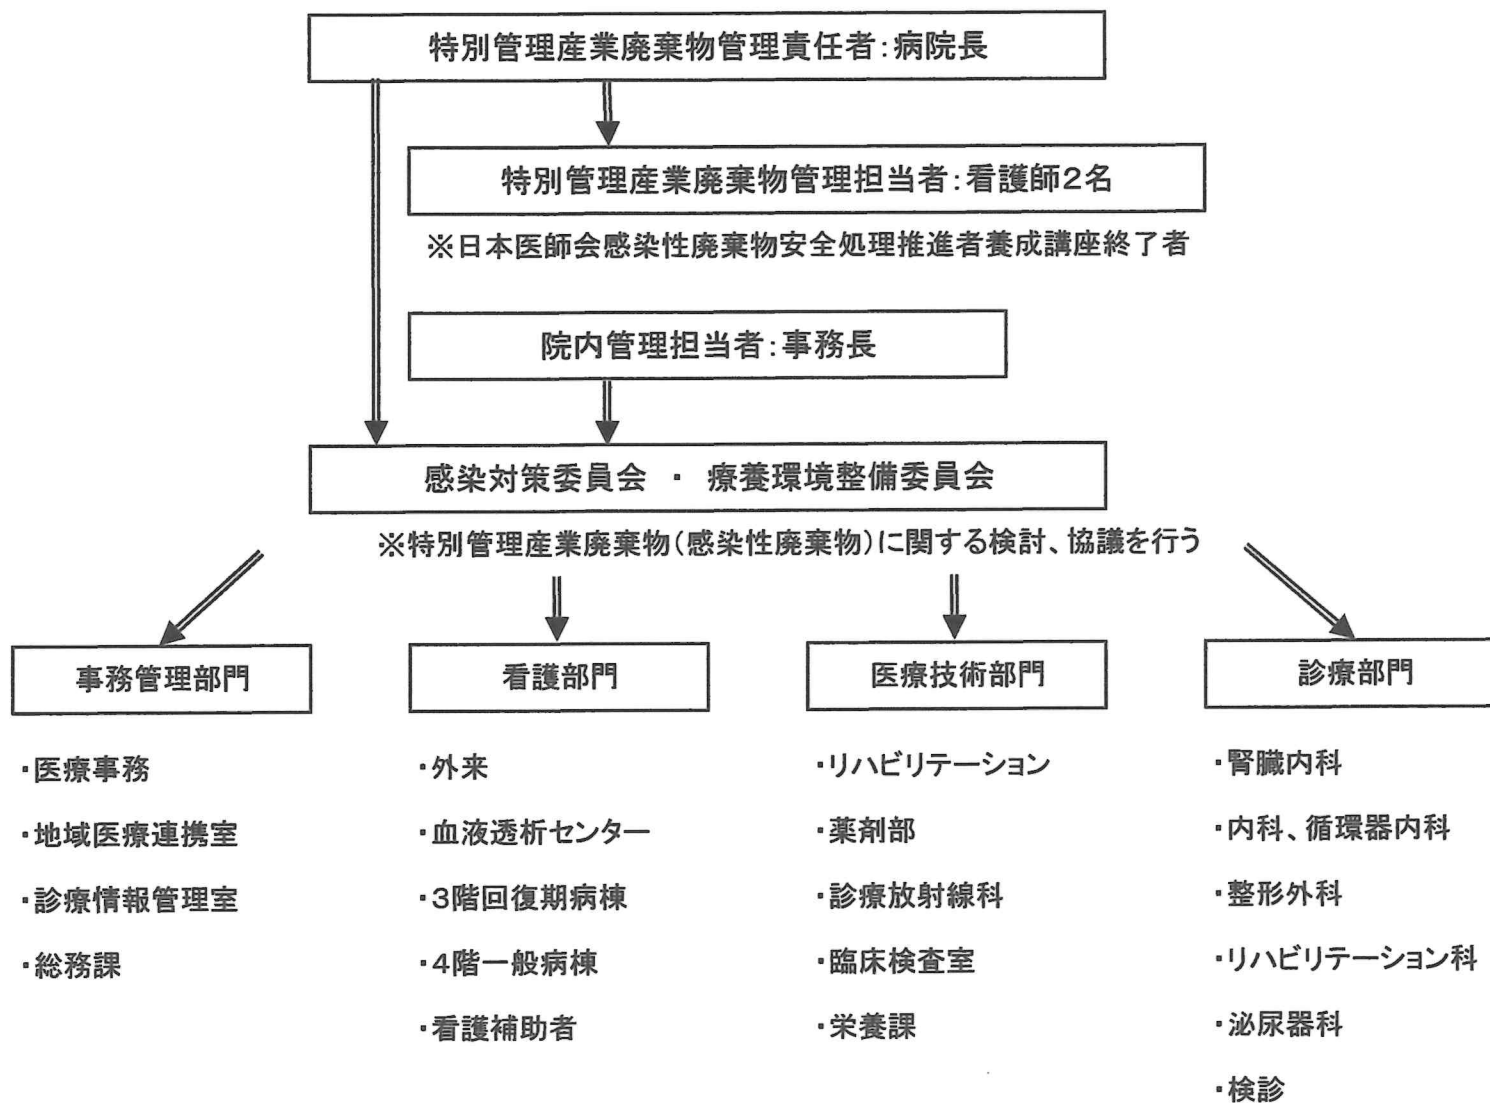 特別管理産業廃棄物管理責任者：病院長
特別管理産業廃棄物管理担当者：看護師２名
※日本医師会感染性廃棄物安全処理推進者養成講座終了者
院内管理担当者：事務長
感染対策委員会　・　療養環境整備委員会
※特別管理産業廃棄物（感染性廃棄物）に関する検討、協議を行う
事務管理部門
・医療事務
・地域医療連携室
・診療情報管理室
・総務課
看護部門
・外来
・血液透析センター
・３階回復期病棟
・４階一般病棟
・看護補助者
医療技術部門
・リハビリテーション
・薬剤部
・診療放射線科
・臨床検査室
・栄養課
診療部門
・腎臓内科
・内科、循環器内科
・整形外科
・リハビリテーション科
・泌尿器科
・検診